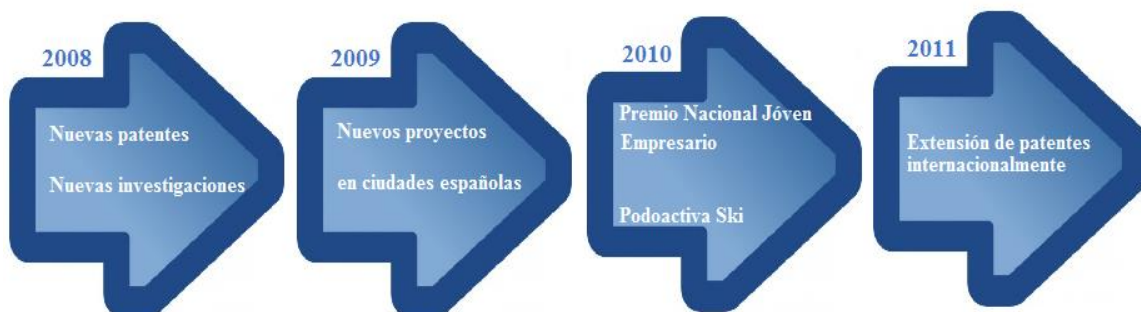 2008
Nuevas patentes
Nuevas investigaciones
2009
Nuevos proyectos
en ciudades españolas
2010
Premio Nacional Jóven
Empresario
Podoactiva Ski
2011
Extensión de patentes
internacionalmente